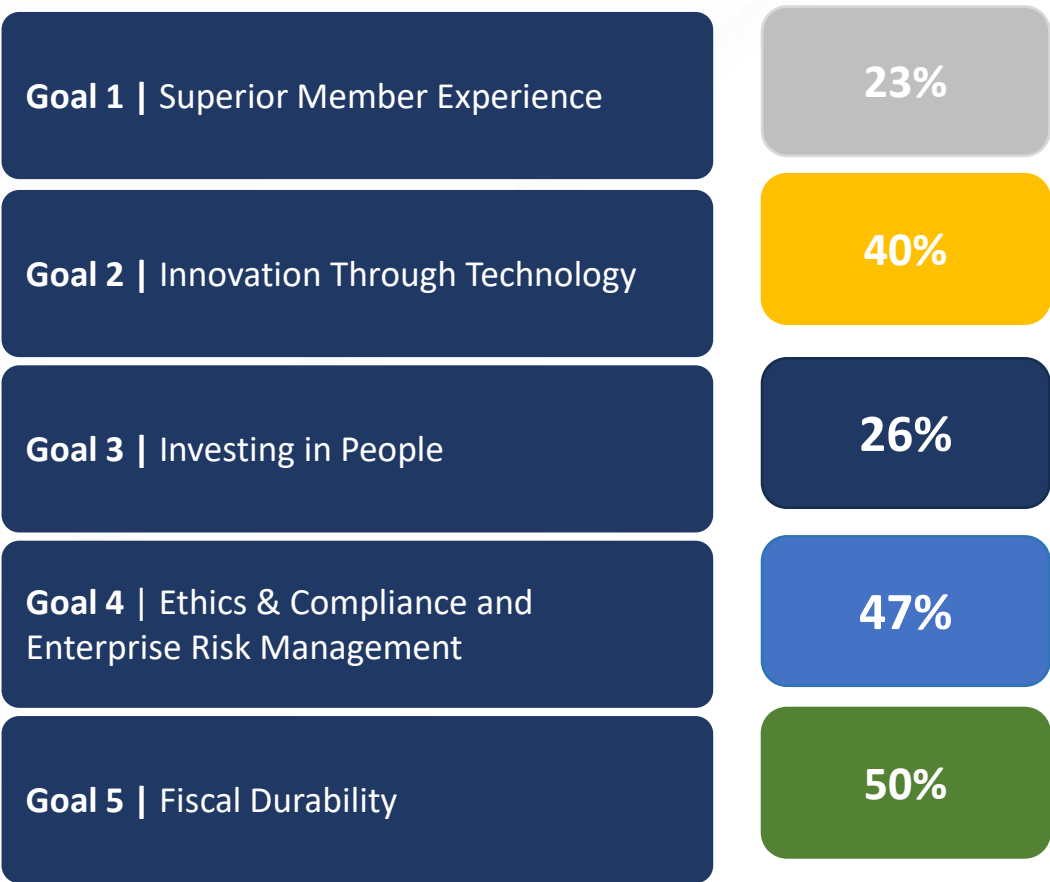 Goal 1 | Superior Member Experience
23%
Goal 2 | Innovation Through Technology
40%
Goal 3 | Investing in People
26%
Goal 4 | Ethics & Compliance and
Enterprise Risk Management
47%
Goal 5 | Fiscal Durability
50%